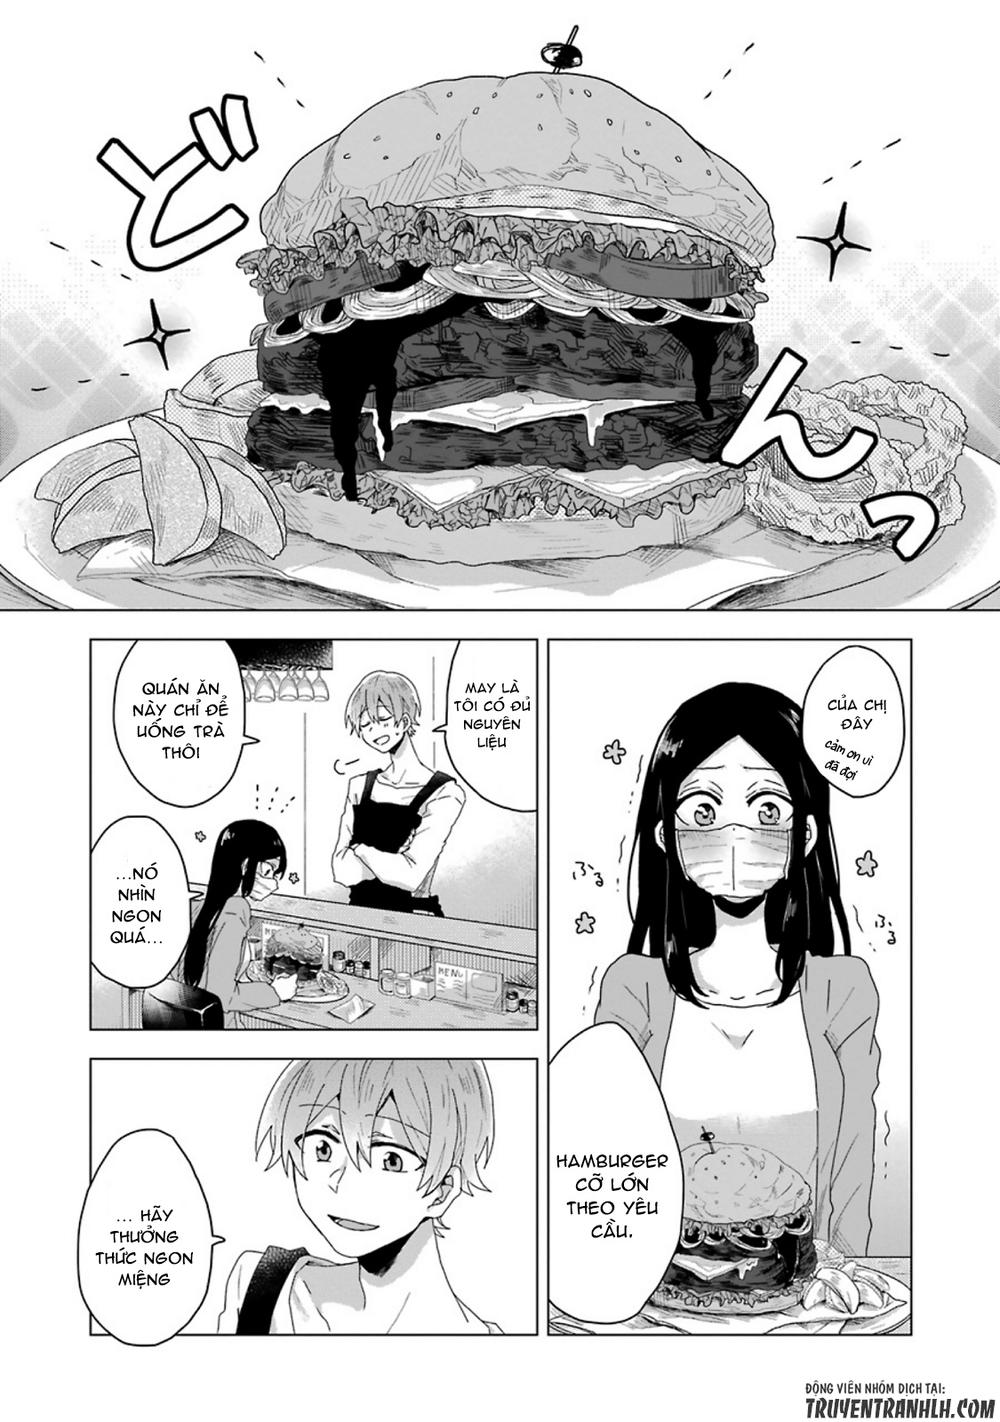 どんっ
CỦA CHỊ
ĐÂY
cảm ơn vì
đã đợi
ぷる
ぷる
HAMBURGER
CỠ LỚN
THEO YÊU
CẦU.
MAY LÀ
TÔI CÓ ĐỦ
NGUYÊN
LIỆU
QUÁN ĂN
NÀY CHỈ ĐỂ
UỐNG TRÀ
THÔI
...NÓ
NHÌN
NGON
QUÁ...
MENU
... HÃY
THƯỞNG
THỨC NGON
MIỆNG
ĐỘNG VIÊN NHÓM DỊCH TẠI:
TRUYENTRANHLH.COM